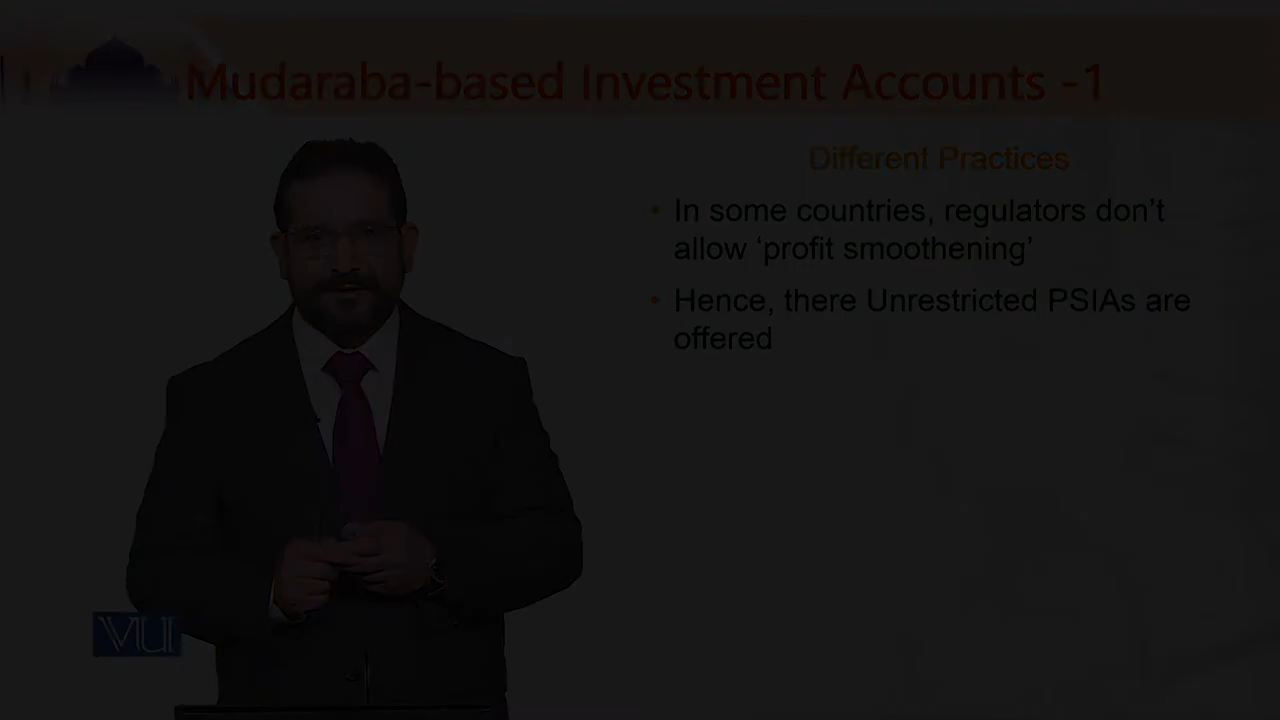 Mudaraba-based Investment Accounts -1
Different Practices
• In some countries, regulators don't
allow 'profit smoothening'
• Hence, there Unrestricted PSIAs are
offered
VU